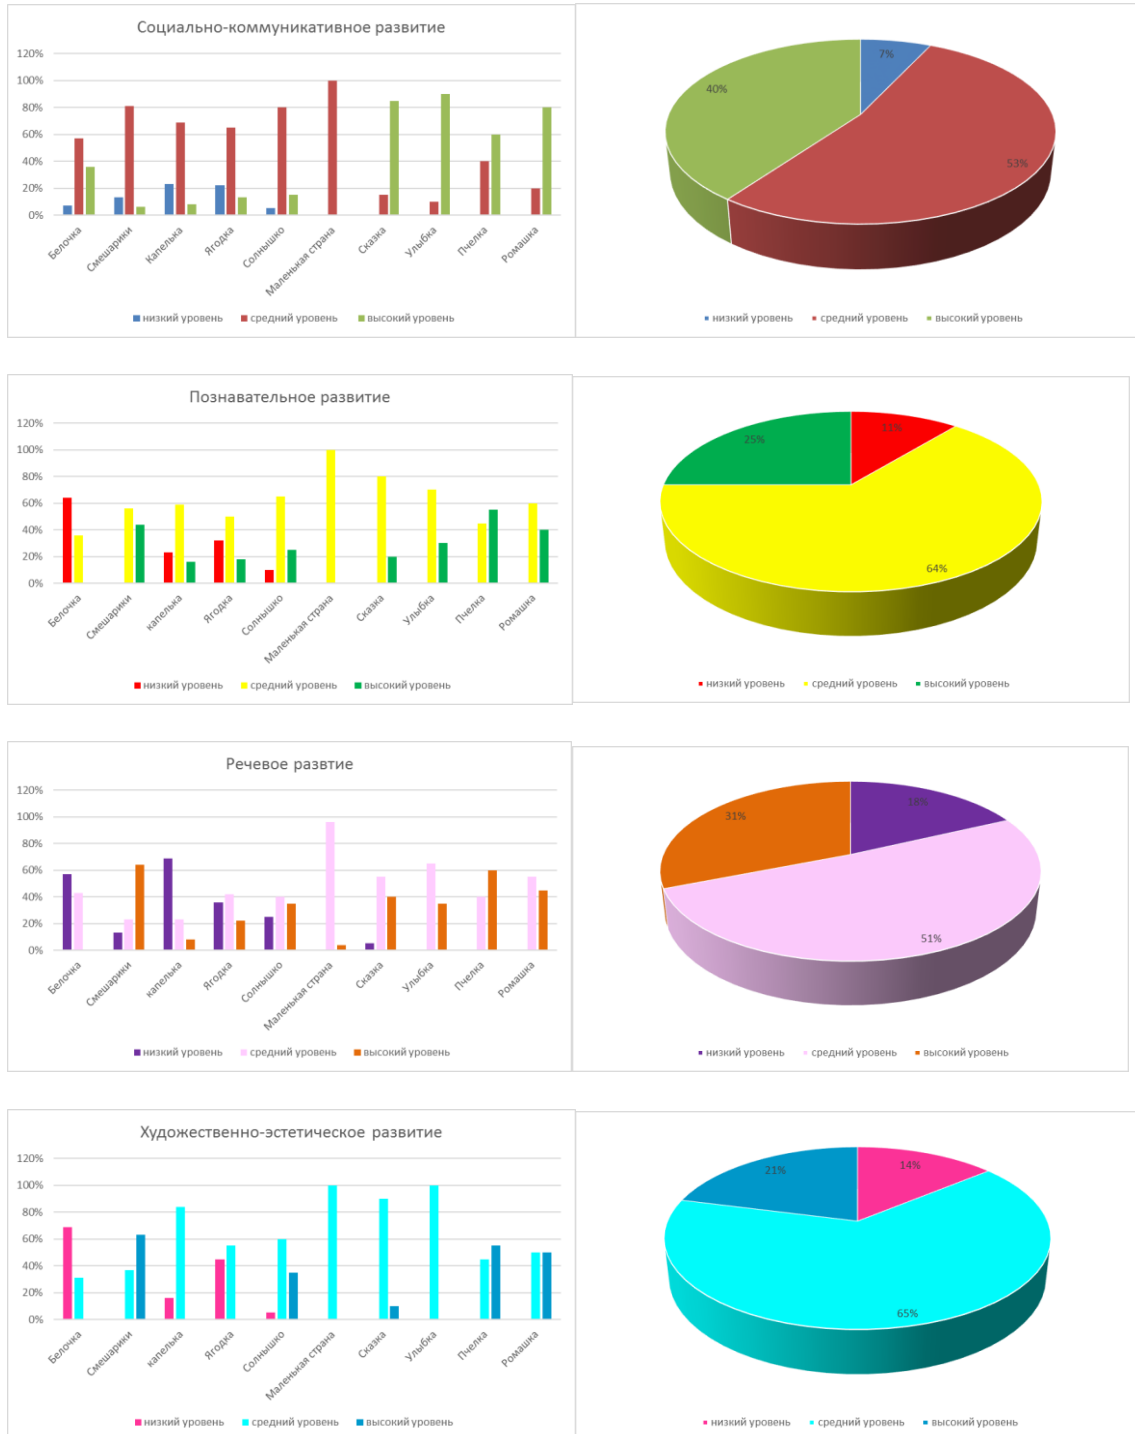 Социально-коммуникативное развитие
120%
100%
80%
60%
40%
20%
0%
Белочка
Смешарики
Капелька
Ягодка
Солнышко
Маленькая страна
Сказка
Улыбка
Пчелка
Ромашка
низкий уровень средний уровень высокий уровень
7%
40%
53%
низкий уровень средний уровень высокий уровень
Познавательное развитие
120%
100%
80%
60%
40%
20%
0%
Белочка
Смешарики
капелька
Ягодка
Солнышко
Маленькая страна
Сказка
Улыбка
Пчелка
Ромашка
низкий уровень средний уровень высокий уровень
11%
25%
64%
низкий уровень средний уровень высокий уровень
Речевое развтие
120%
100%
80%
60%
40%
20%
0%
Белочка
Смешарики
капелька
Ягодка
Солнышко
Маленькая страна
Сказка
Улыбка
Пчелка
Ромашка
низкий уровень средний уровень высокий уровень
18%
31%
51%
низкий уровень средний уровень высокий уровень
Художественно-эстетическое развитие
120%
100%
80%
60%
40%
20%
0%
Белочка
Смешарики
капелька
Ягодка
Солнышко
Маленькая страна
Сказка
Улыбка
Пчелка
Ромашка
низкий уровень средний уровень высокий уровень
14%
21%
65%
низкий уровень средний уровень высокий уровень